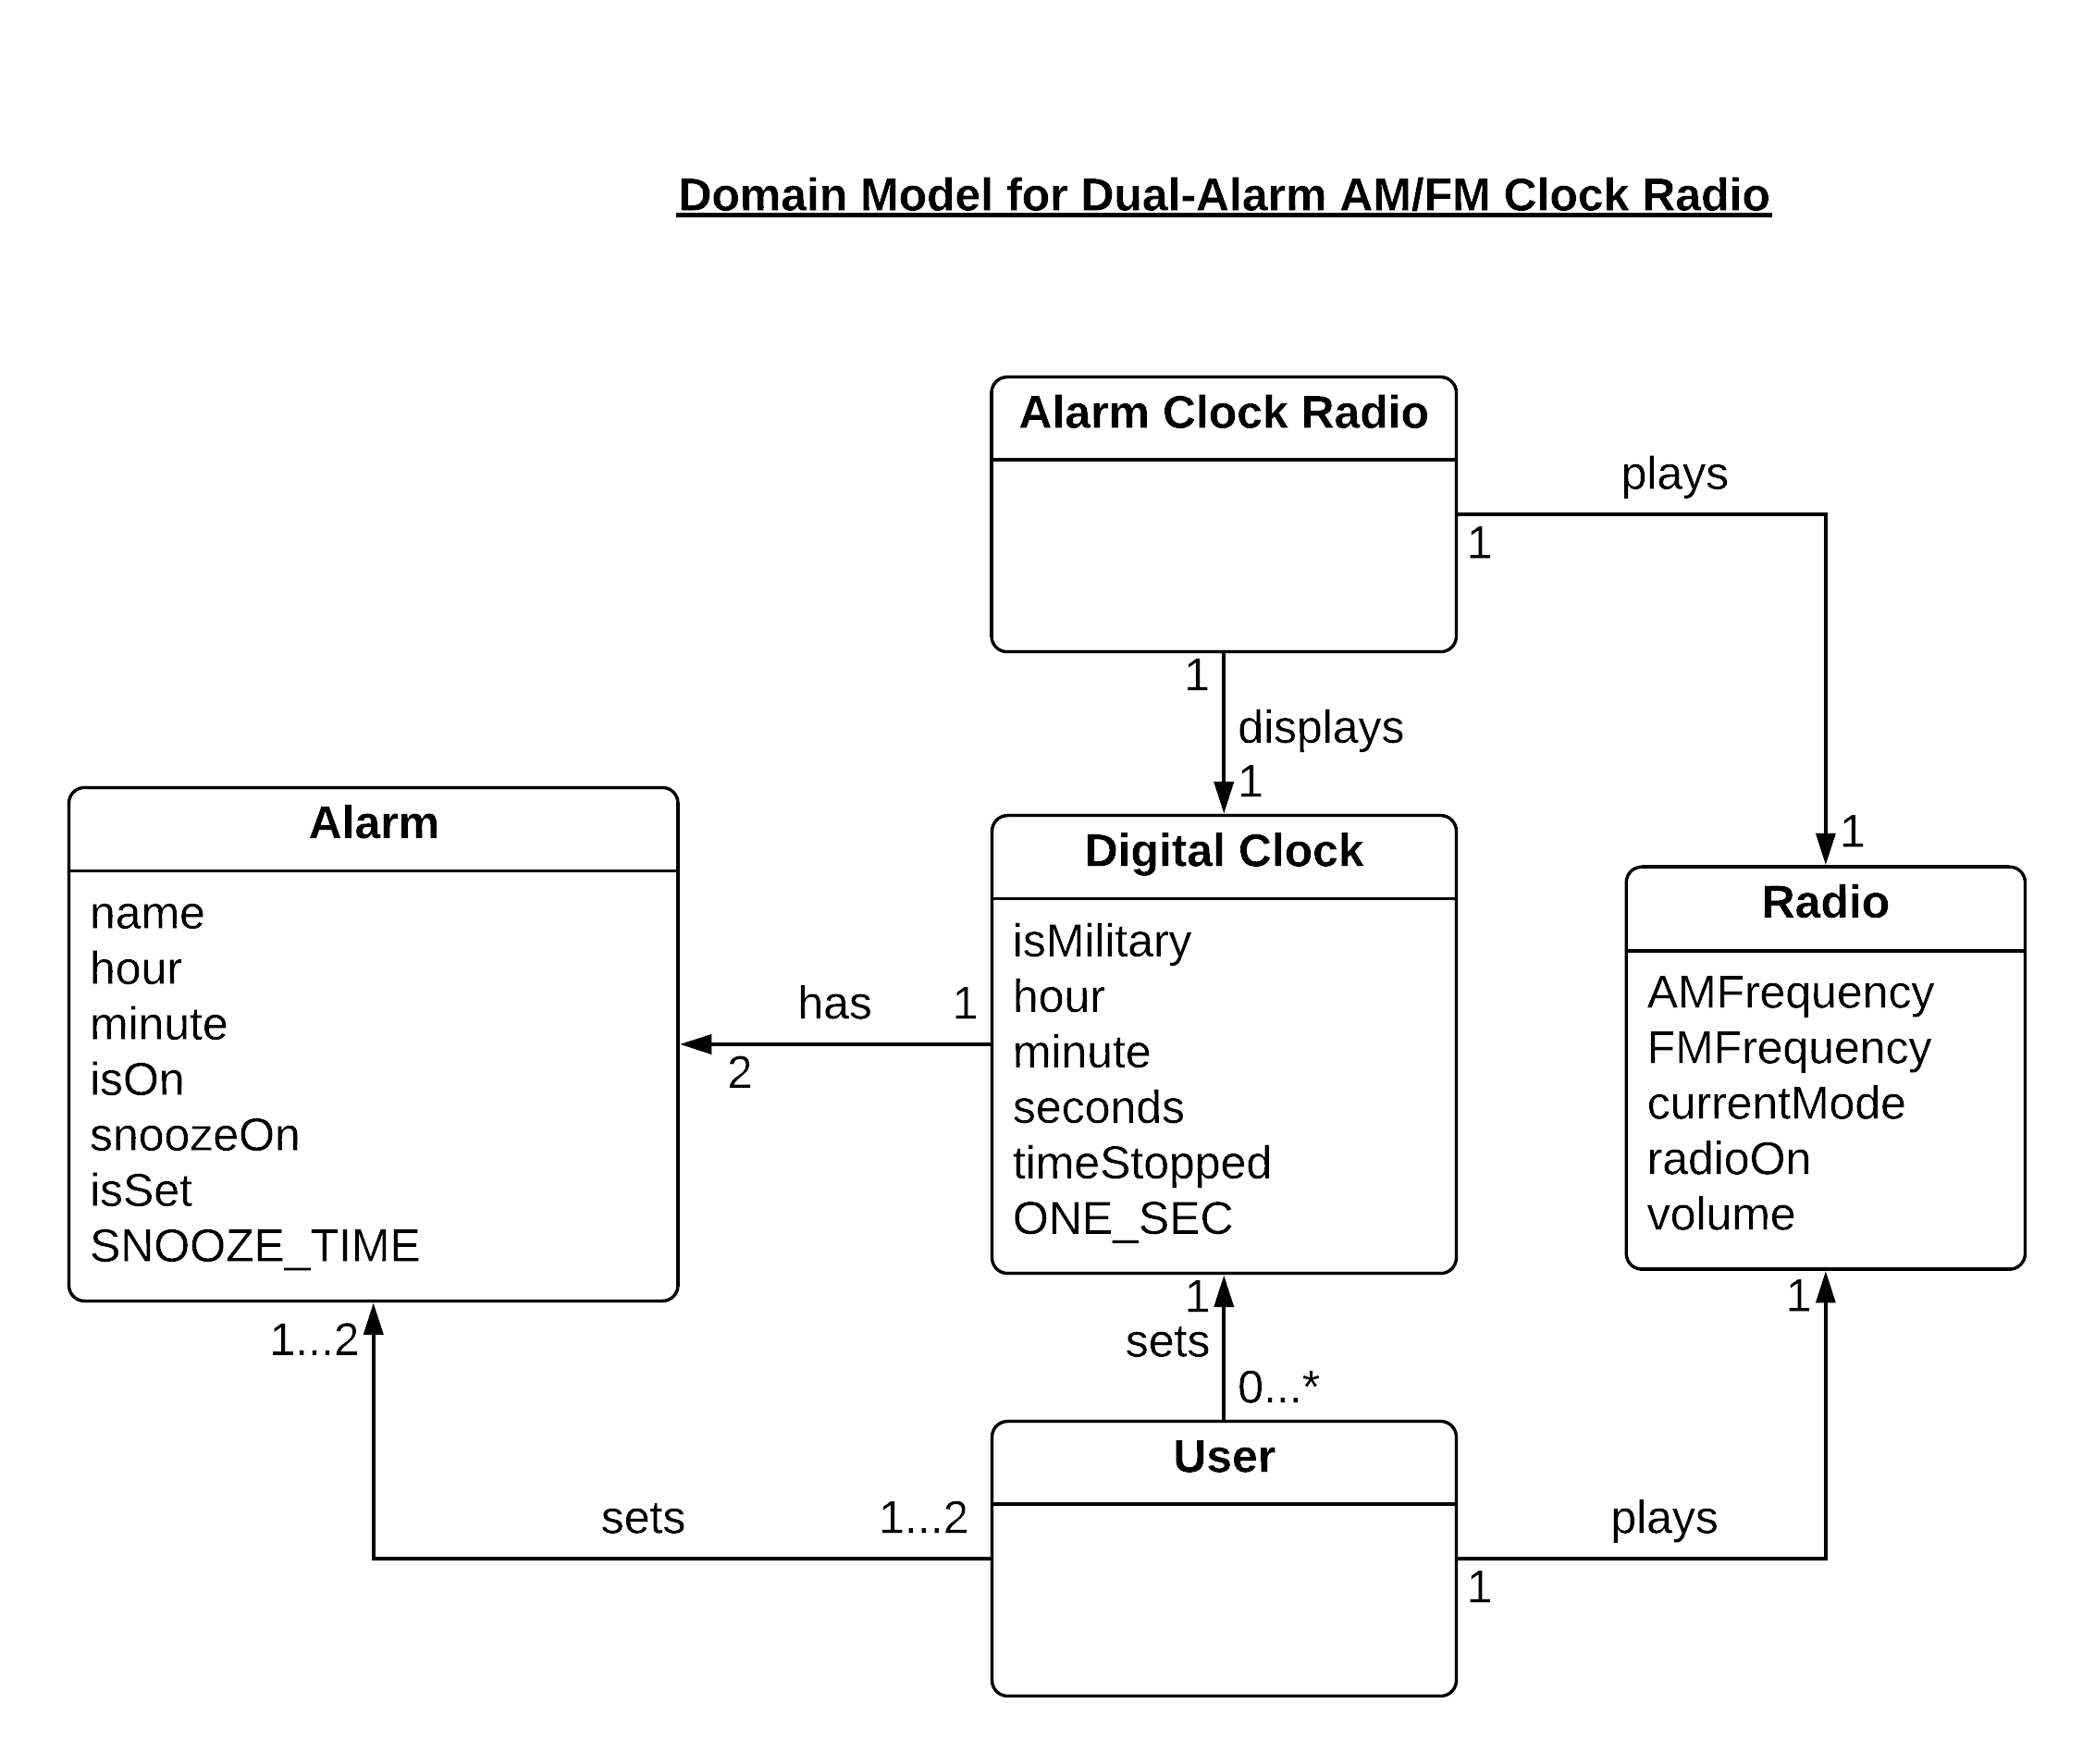 Domain Model for Dual-Alarm AM/FM Clock Radio
Alarm Clock Radio
plays
1
1
displays
1
1
Alarm
name
hour
minute
isOn
snoozeOn
isSet
SNOOZE_TIME
has
1
2
Digital Clock
isMilitary
hour
minute
seconds
timeStopped
ONE_SEC
Radio
AMFrequency
FMFrequency
currentMode
radioOn
volume
1...2
1
sets
0...*
1
User
sets
1...2
plays
1